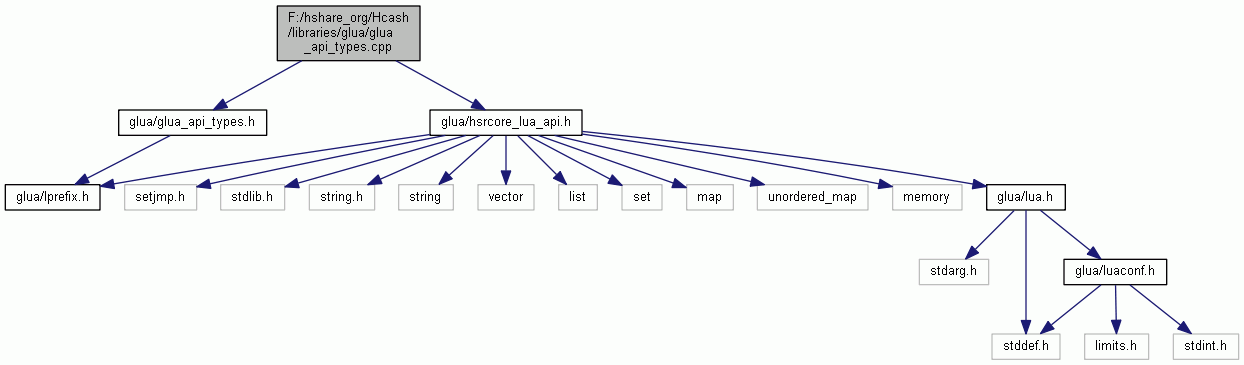 F:/hshare_org/Hcash
/libraries/glua/glua
_api_types.cpp
glua/glua_api_types.h
glua/hsrcore_lua_api.h
glua/lprefix.h
setjmp.h
stdlib.h
string.h
string
vector
list
set
map
unordered_map
memory
glua/lua.h
stdarg.h
glua/luaconf.h
stddef.h
limits.h
stdint.h